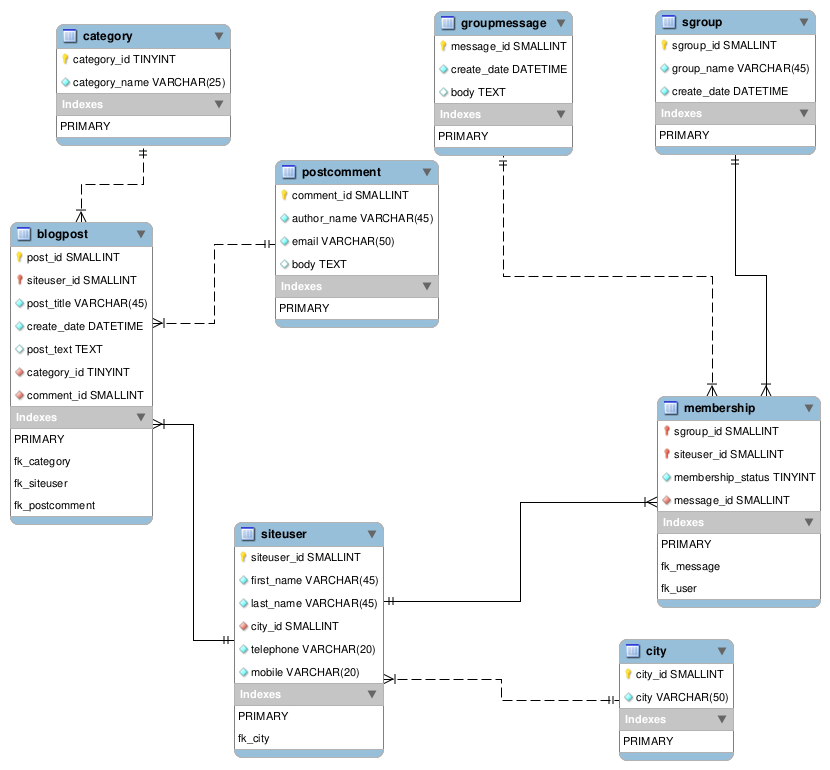 category
category_id TINYINT
category_name VARCHAR(25)
Indexes
PRIMARY
groupmessage
message_id SMALLINT
create_date DATETIME
body TEXT
Indexes
PRIMARY
sgroup
sgroup_id SMALLINT
group_name VARCHAR(45)
create_date DATETIME
Indexes
PRIMARY
postcomment
comment_id SMALLINT
author_name VARCHAR(45)
email VARCHAR(50)
body TEXT
Indexes
PRIMARY
blogpost
post_id SMALLINT
siteuser_id SMALLINT
post_title VARCHAR(45)
create_date DATETIME
post_text TEXT
category_id TINYINT
comment_id SMALLINT
Indexes
PRIMARY
fk_category
fk_siteuser
fk_postcomment
membership
sgroup_id SMALLINT
siteuser_id SMALLINT
membership_status TINYINT
message_id SMALLINT
Indexes
PRIMARY
fk_message
fk_user
siteuser
siteuser_id SMALLINT
first_name VARCHAR(45)
last_name VARCHAR(45)
city_id SMALLINT
telephone VARCHAR(20)
mobile VARCHAR(20)
Indexes
PRIMARY
fk_city
city
city_id SMALLINT
city VARCHAR(50)
Indexes
PRIMARY